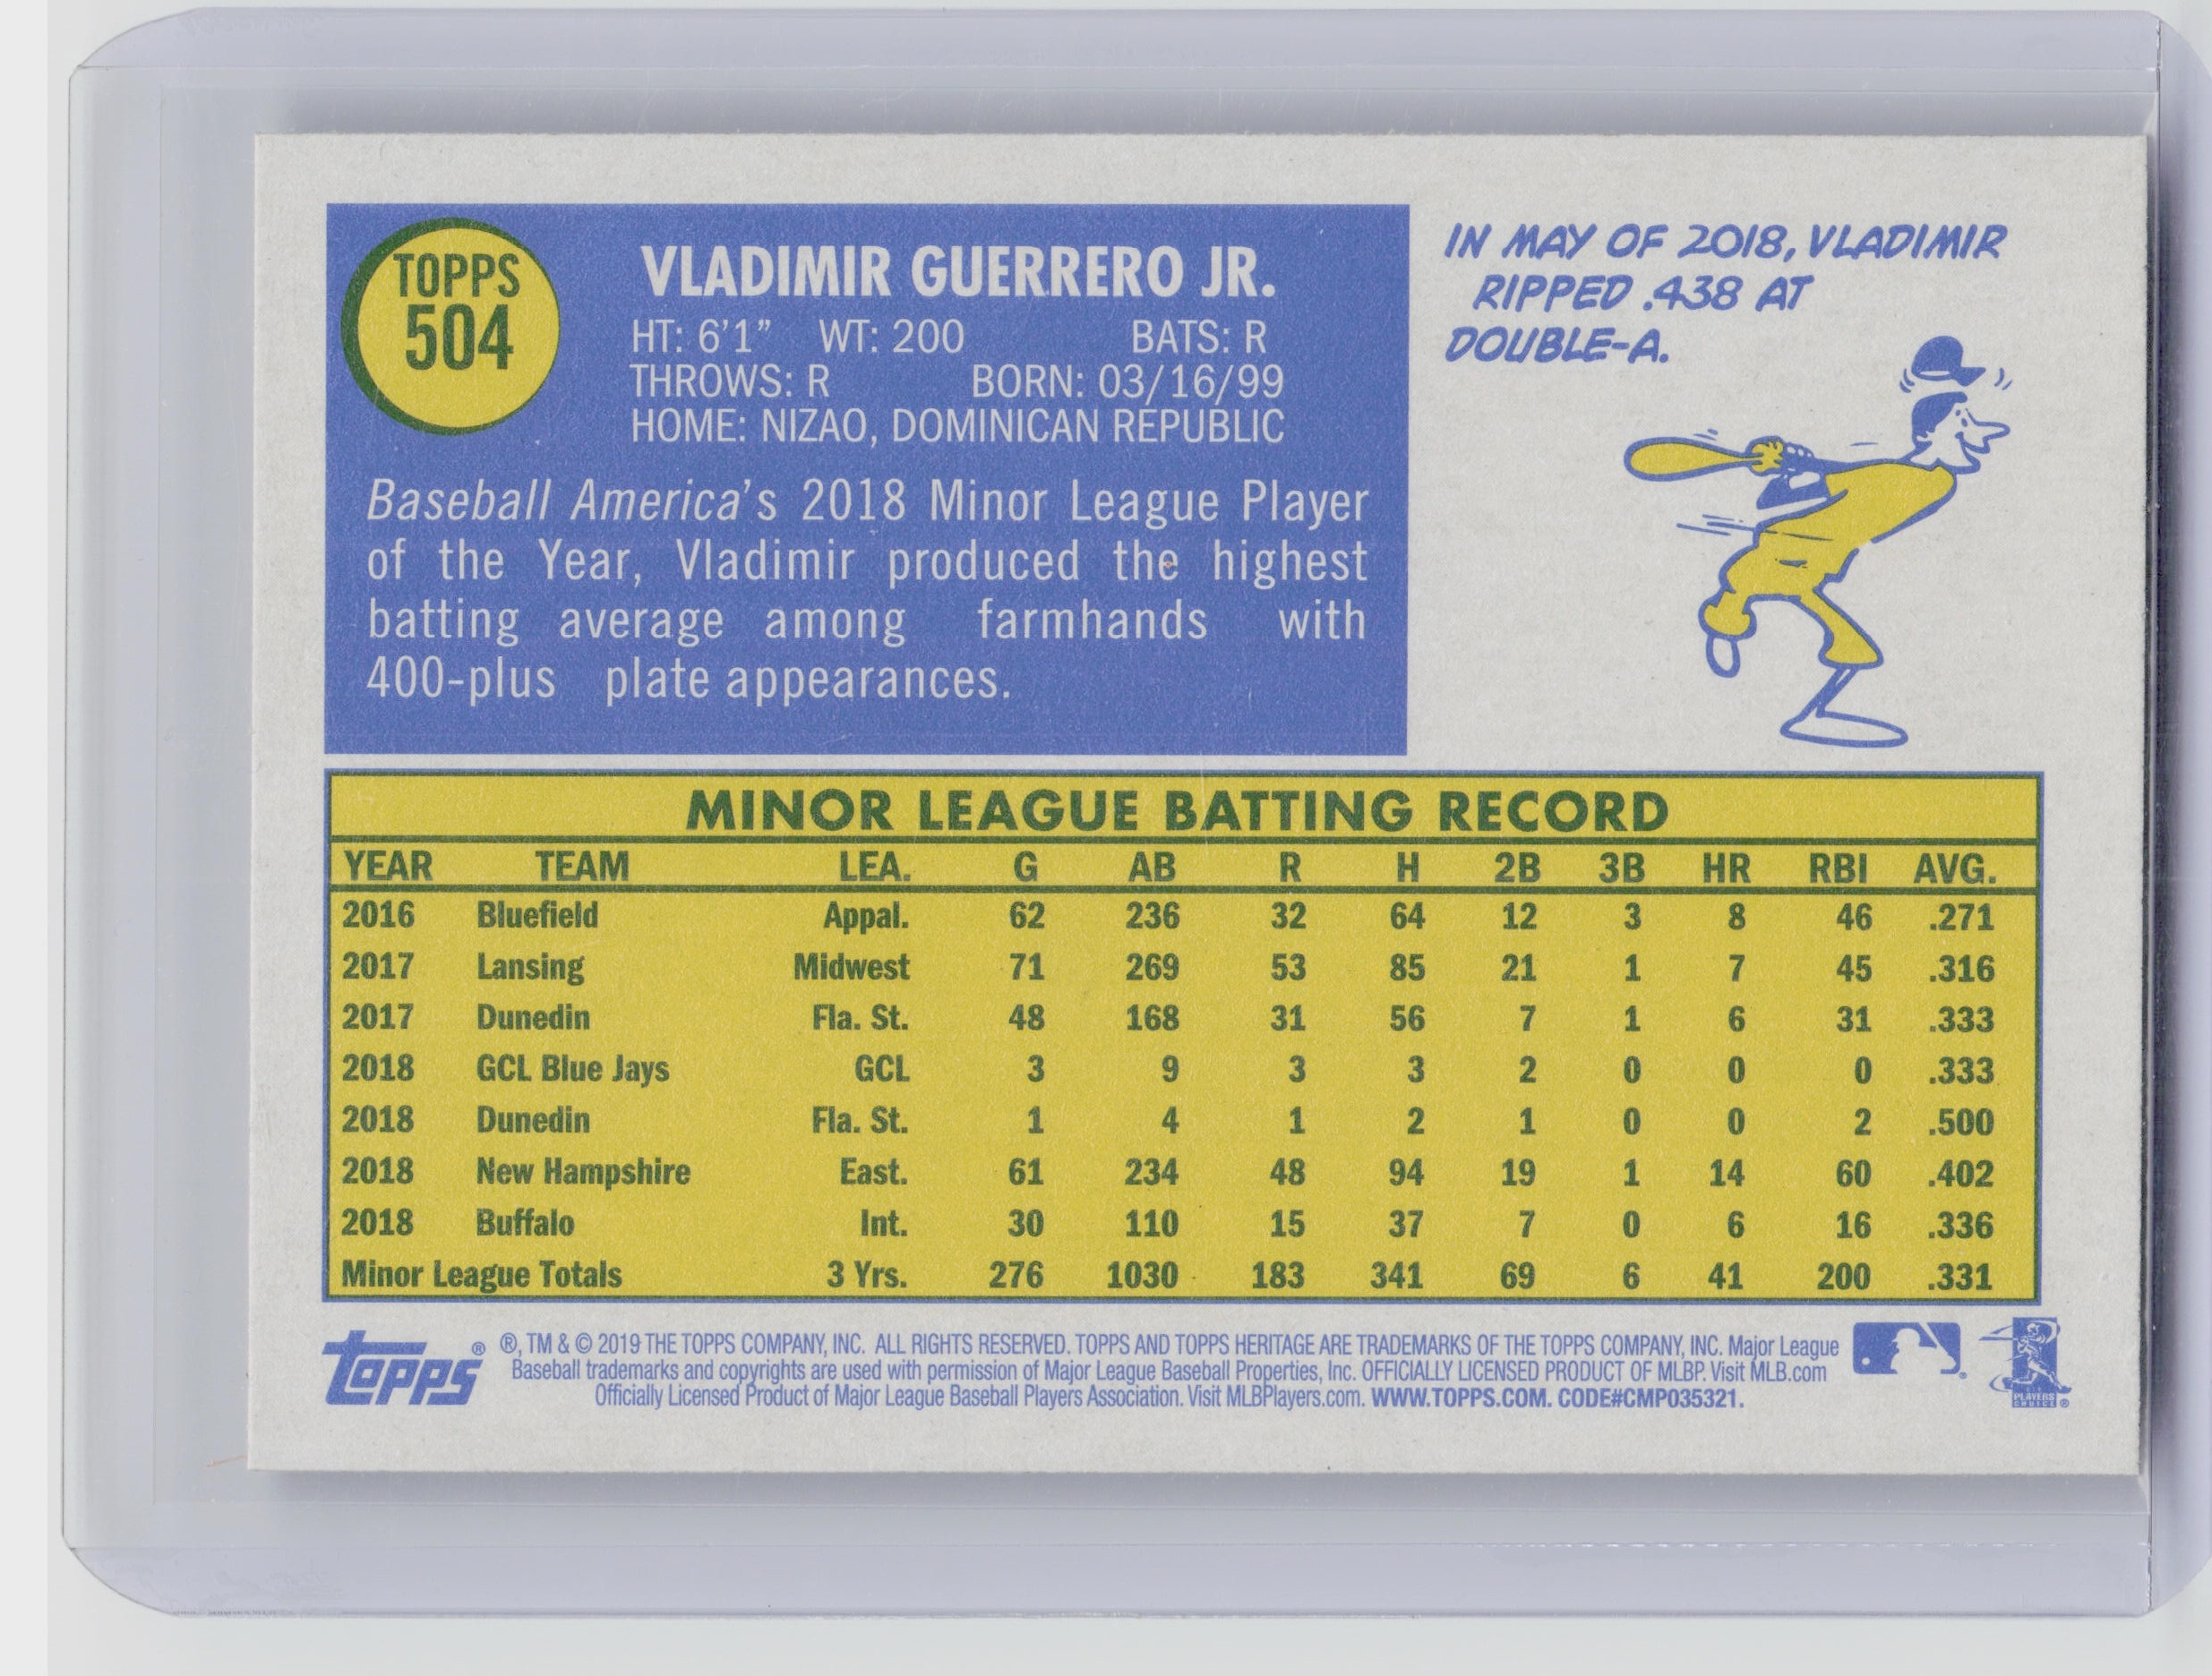 TOPPS
504
VLADIMIR GUERRERO JR.
HT: 6'1" WT: 200 BATS: R
THROWS: R BORN: 03/16/99
HOME: NIZAO, DOMINICAN REPUBLIC
Baseball America's 2018 Minor League Player
of the Year, Vladimir produced the highest
batting average among farmhands with
400-plus plate appearances.
IN MAY OF 2018, VLADIMIR
RIPPED .438 AT
DOUBLE-A.
MINOR LEAGUE BATTING RECORD
YEAR TEAM LEA. G AB R H 2B 3B HR RBI AVG.
2016 Bluefield Appal. 62 236 32 64 12 3 8 46 .271
2017 Lansing Midwest 71 269 53 85 21 1 7 45 .316
2017 Dunedin Fla. St. 48 168 31 56 7 1 6 31 .333
2018 GCL Blue Jays GCL 3 9 3 3 2 0 0 0 .333
2018 Dunedin Fla. St. 1 4 1 2 1 0 0 2 .500
2018 New Hampshire East. 61 234 48 94 19 1 14 60 .402
2018 Buffalo Int. 30 110 15 37 7 0 6 16 .336
Minor League Totals 3 Yrs. 276 1030 183 341 69 6 41 200 .331
topps®
®, TM & © 2019 THE TOPPS COMPANY, INC. ALL RIGHTS RESERVED. TOPPS AND TOPPS HERITAGE ARE TRADEMARKS OF THE TOPPS COMPANY, INC. Major League
Baseball trademarks and copyrights are used with permission of Major League Baseball Properties, Inc. OFFICIALLY LICENSED PRODUCT OF MLBP. Visit MLB.com
Officially Licensed Product of Major League Baseball Players Association. Visit MLBPlayers.com. WWW.TOPPS.COM. CODE#CMP035321.
PLAYERS
CHOICE®